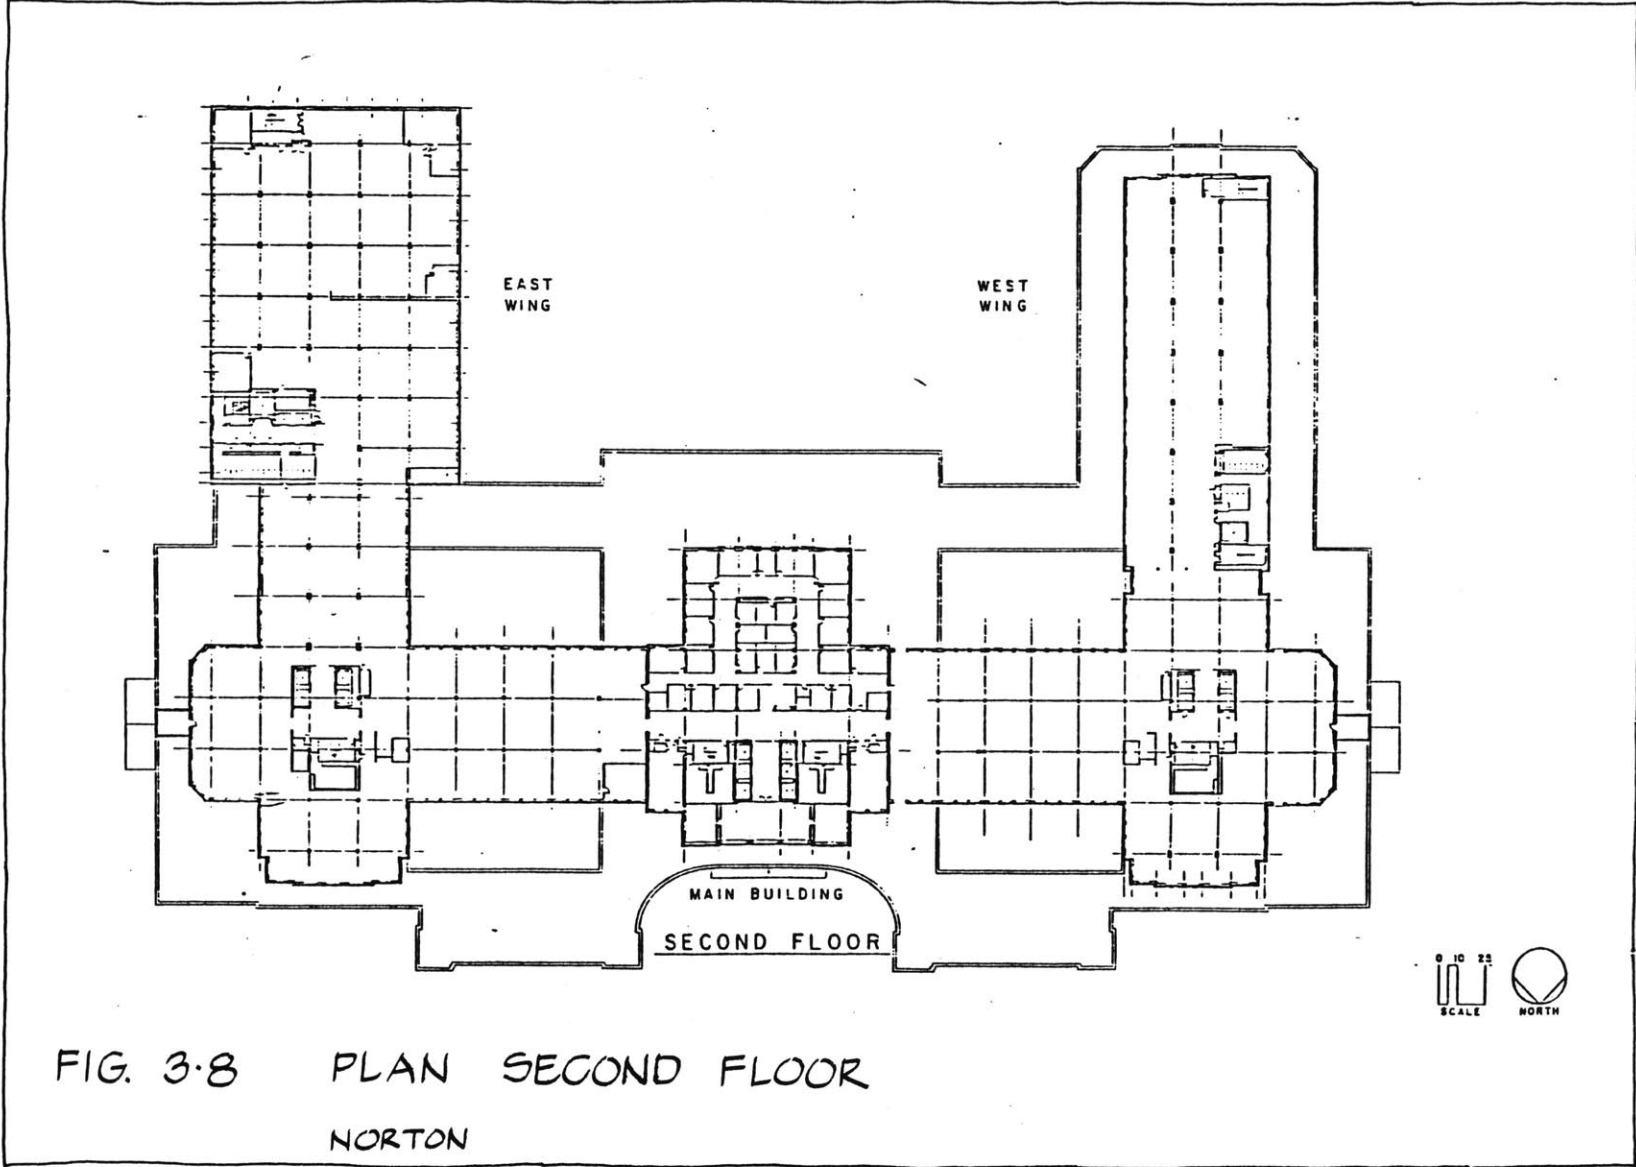 EAST
WING
WEST
WING
MAIN BUILDING
SECOND FLOOR
0 10 25
SCALE
NORTH
FIG. 3.8 PLAN SECOND FLOOR
NORTON